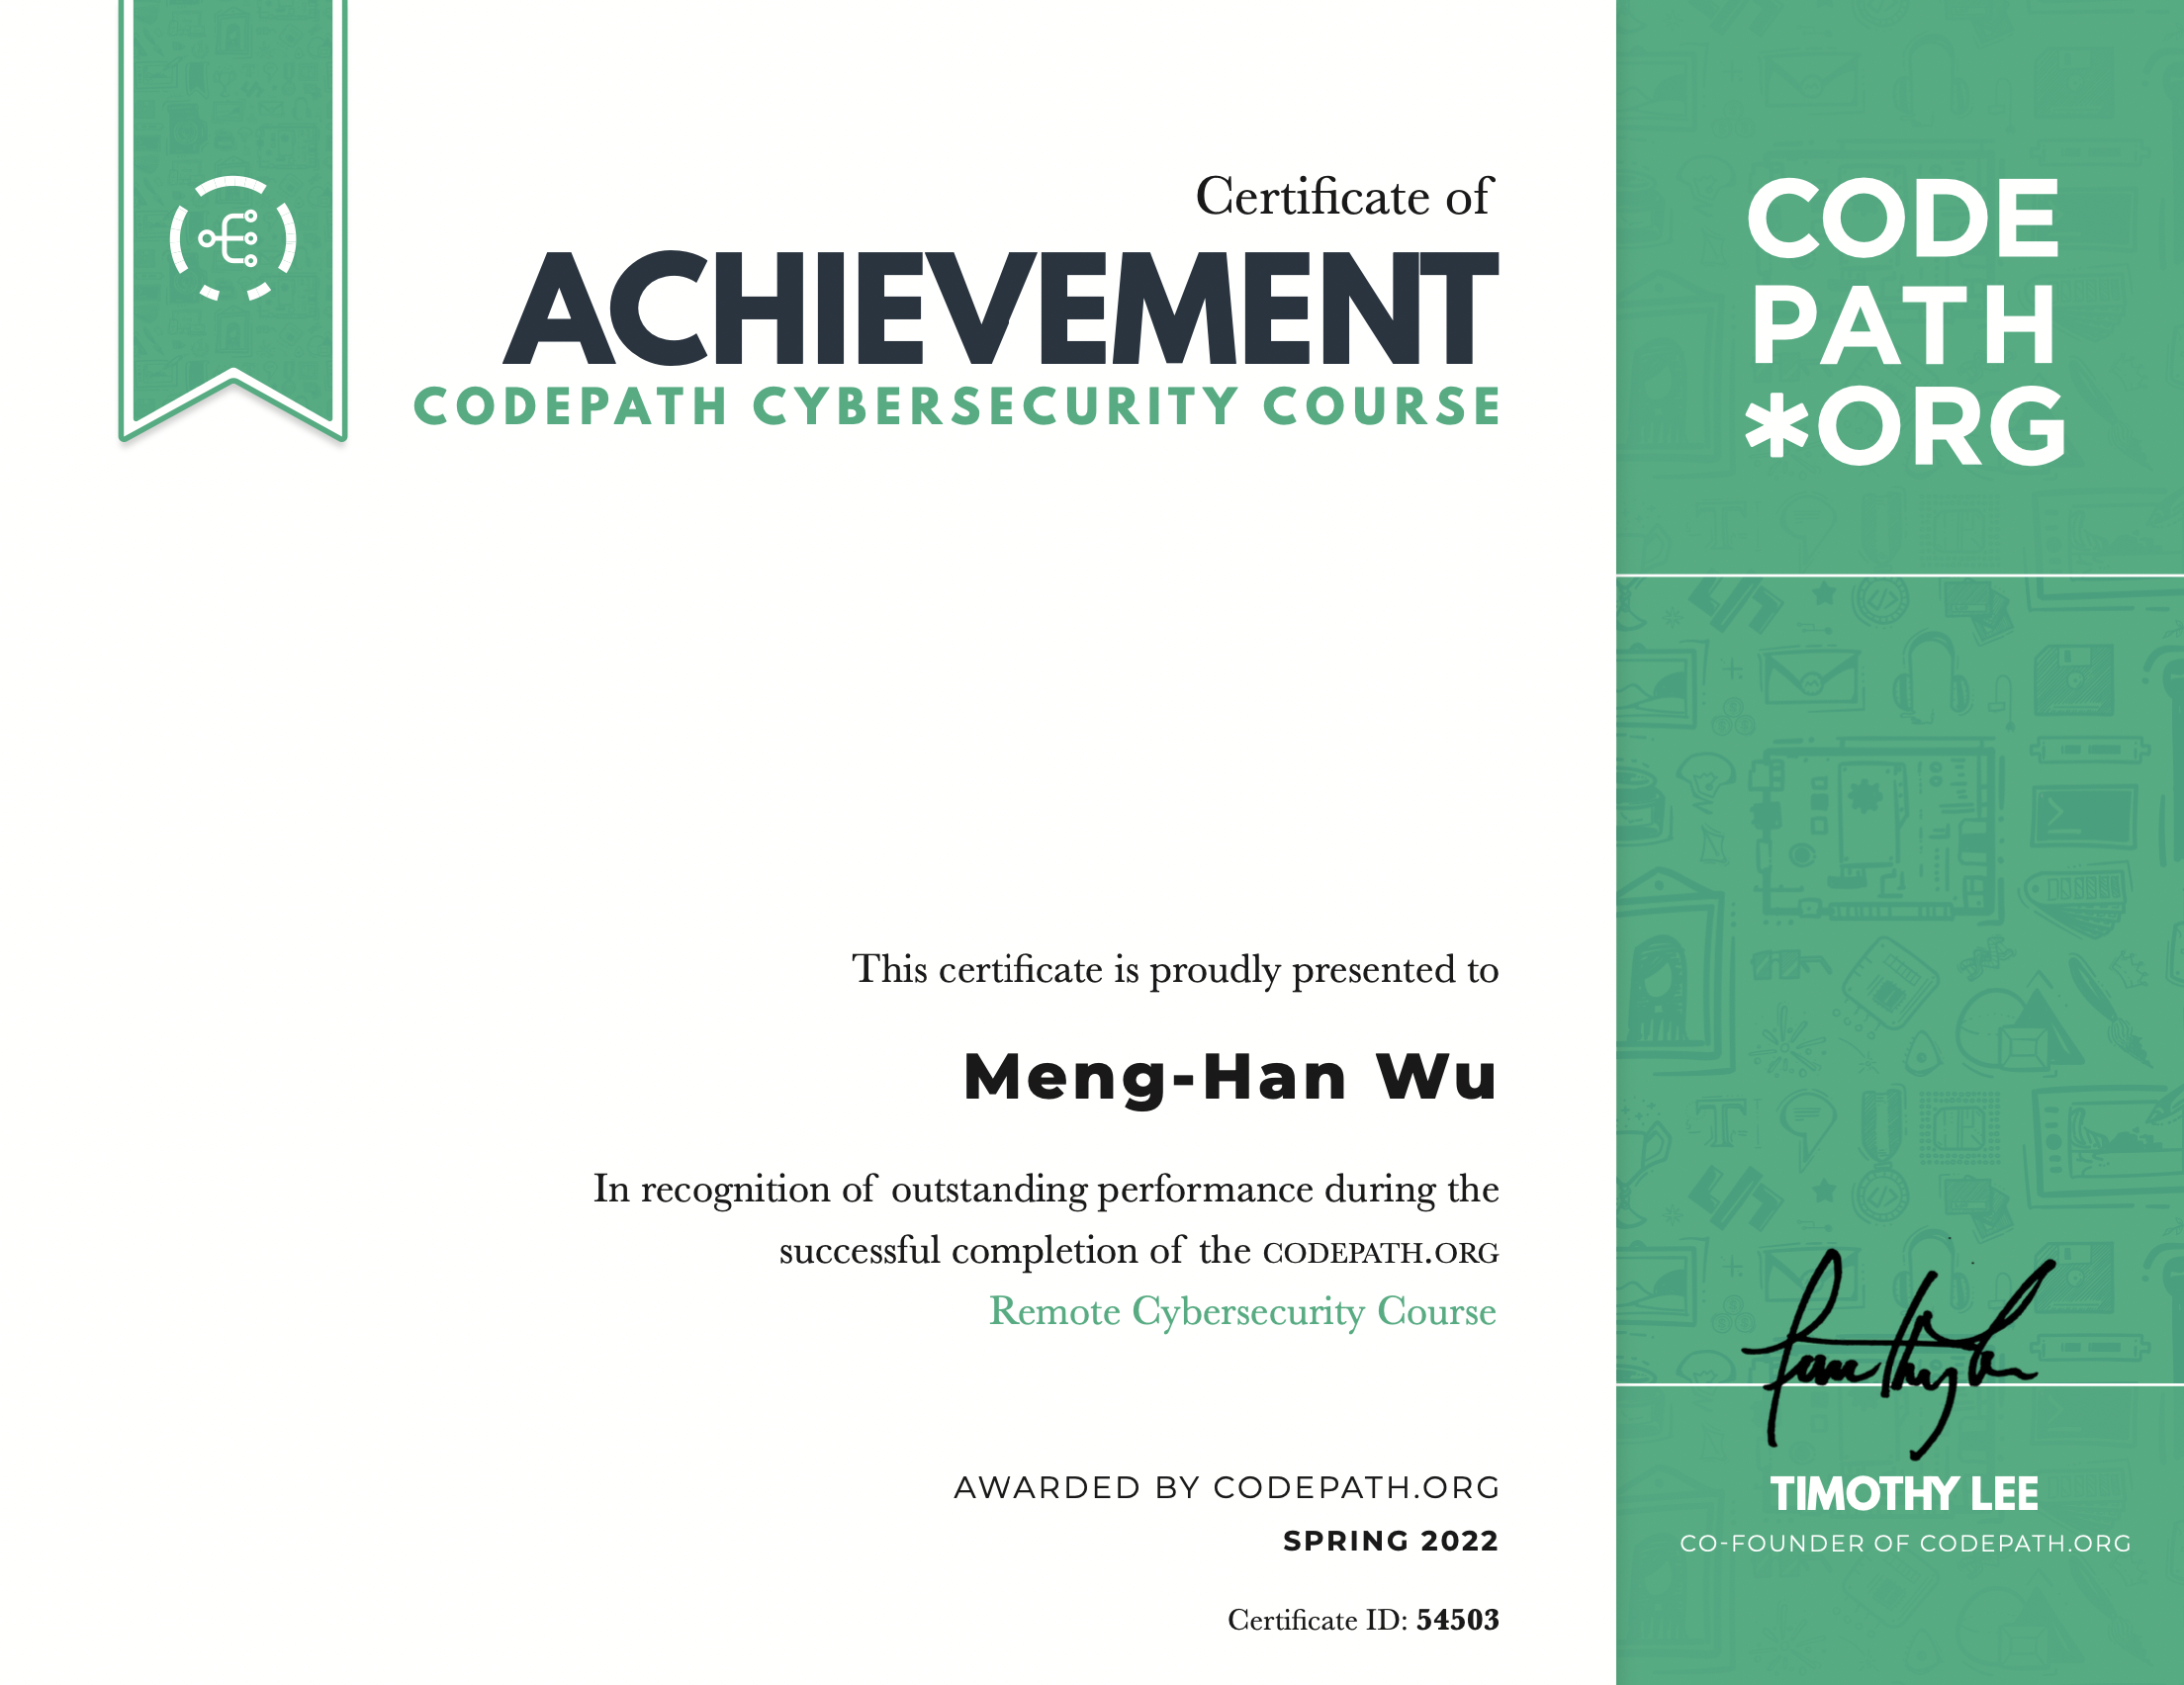 Certificate of
ACHIEVEMENT
CODEPATH CYBERSECURITY COURSE
This certificate is proudly presented to
Meng-Han Wu
In recognition of outstanding performance during the
successful completion of the CODEPATH.ORG
Remote Cybersecurity Course
AWARDED BY CODEPATH.ORG
SPRING 2022
Certificate ID: 54503
CODE
PATH
*ORG
Timothy Lee
TIMOTHY LEE
CO-FOUNDER OF CODEPATH.ORG